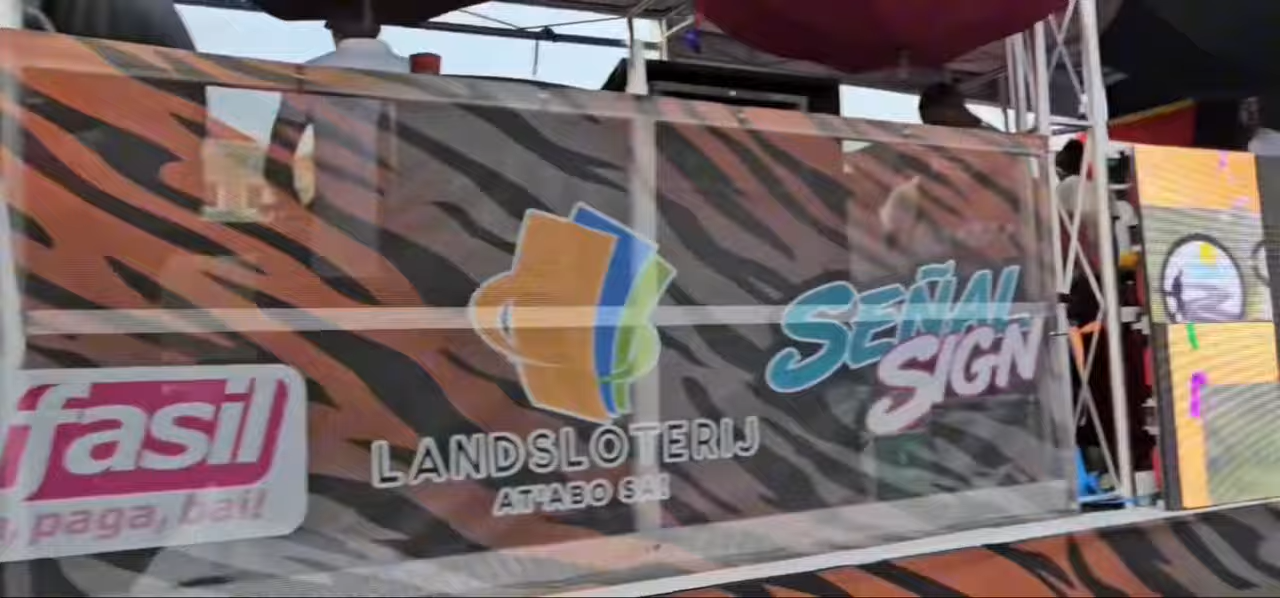 fasil
, paga, bai!
LANDSLOTERIJ
AT'ABO SA!
SEÑAL
SIGN